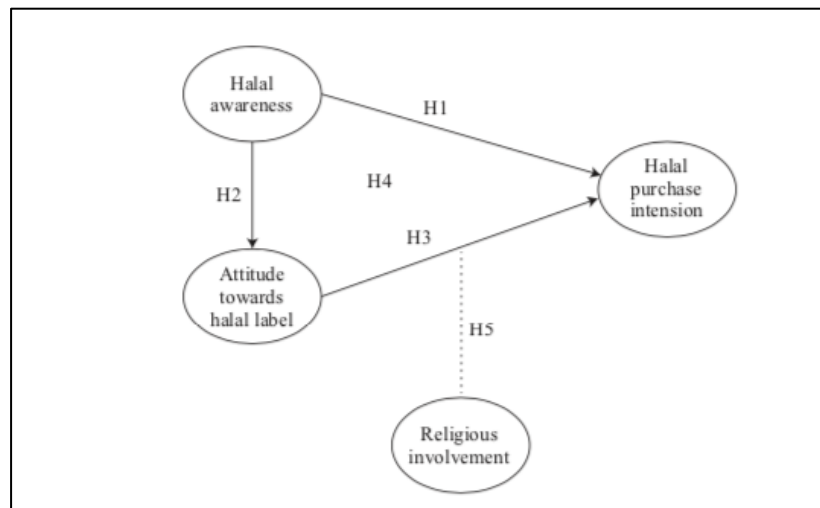 Halal
awareness
H1
Halal
purchase
intension
H4
H2
H3
Attitude
towards
halal label
H5
Religious
involvement